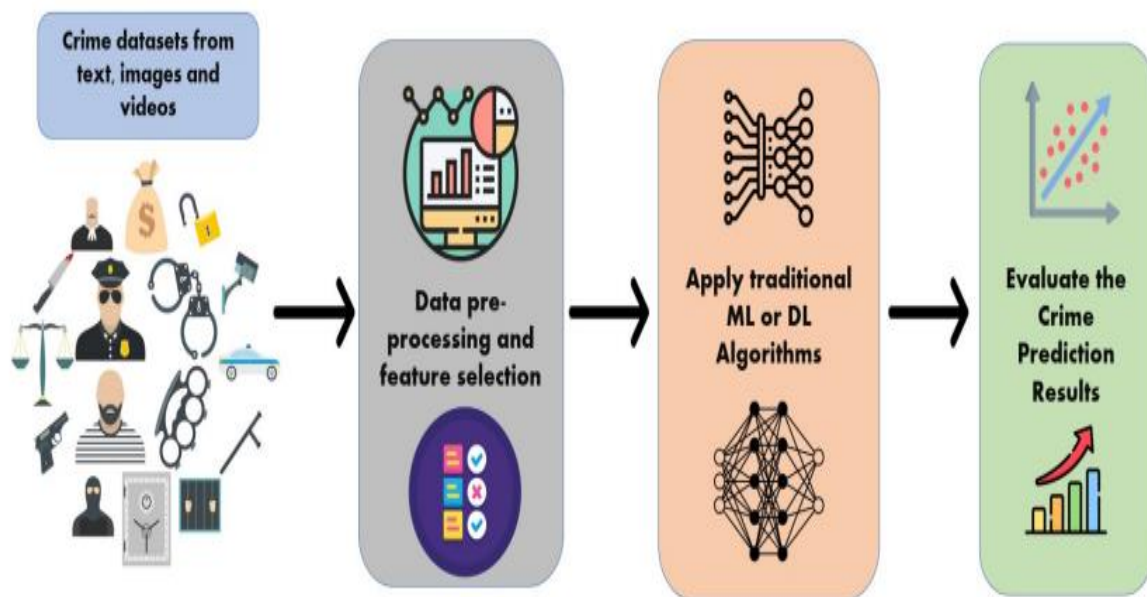 Crime datasets from
text, images and
videos
$
Data pre-
processing and
feature selection
Apply traditional
ML or DL
Algorithms
Evaluate the
Crime
Prediction
Results